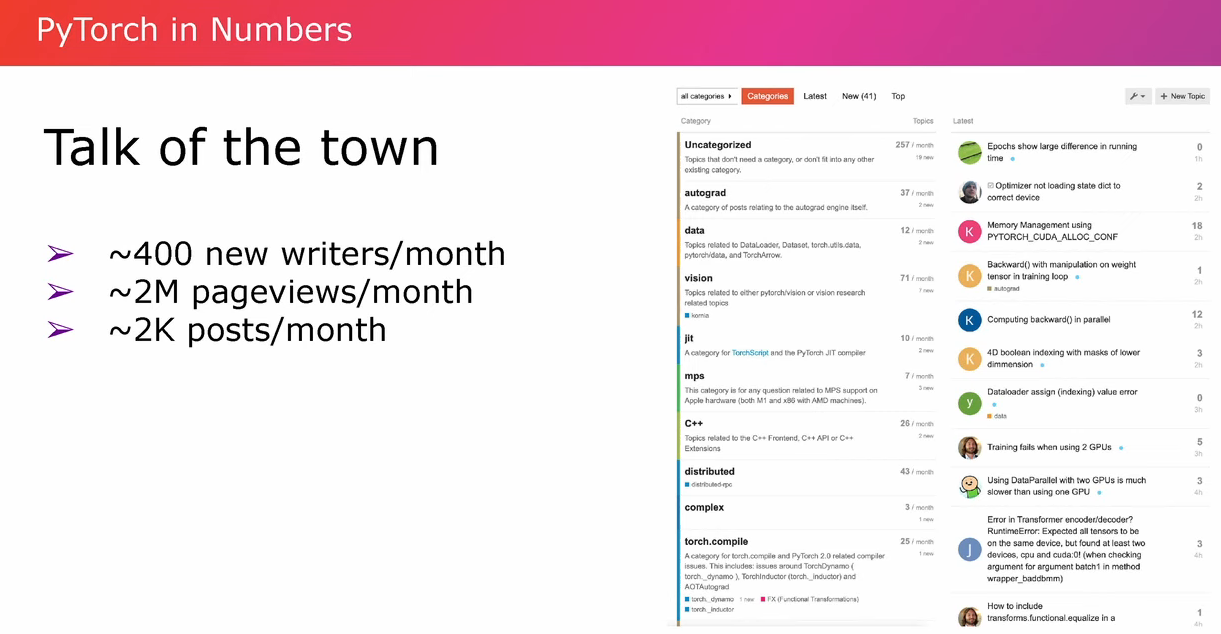 PyTorch in Numbers
Talk of the town
➢ ~400 new writers/month
➢ ~2M pageviews/month
➢ ~2K posts/month
all categories
Categories
Latest
New (41)
Top
+ New Topic
Category
Topics
Uncategorized
257 / month
Topics that don't need a category, or don't fit into any other
19 new
existing category.
autograd
37 / month
A category of posts relating to the autograd engine itself.
2 new
data
12 / month
Topics related to DataLoader, Dataset, torch.utils.data,
2 new
pytorch/data, and TorchArrow.
vision
71 / month
Topics related to either pytorch/vision or vision research
7 new
related topics
kornia
jit
10 / month
A category for TorchScript and the PyTorch JIT compiler
2 new
mps
7 / month
This category is for any question related to MPS support on
3 new
Apple hardware (both M1 and x86 with AMD machines).
C++
26 / month
Topics related to the C++ Frontend, C++ API or C++
2 new
Extensions
distributed
43 / month
distributed-rpc
complex
3 / month
1 new
torch.compile
25 / month
A category for torch.compile and PyTorch 2.0 related compiler
1 new
issues. This includes: issues around TorchDynamo (
torch._dynamo ), TorchInductor (torch._inductor) and
AOTAutograd
torch._dynamo 1 new FX (Functional Transformations)
torch._inductor
Latest
Epochs show large difference in running
0
time
1h
Optimizer not loading state dict to
2
correct device
2h
K
Memory Management using
18
PYTORCH_CUDA_ALLOC_CONF
2h
K
Backward() with manipulation on weight
1
tensor in training loop
2h
autograd
K
Computing backward() in parallel
12
2h
K
4D boolean indexing with masks of lower
3
dimmension
2h
y
Dataloader assign (indexing) value error
0
3h
data
Training fails when using 2 GPUs
5
3h
Using DataParallel with two GPUs is much
3
slower than using one GPU
4h
J
Error in Transformer encoder/decoder?
RuntimeError: Expected all tensors to be
on the same device, but found at least two
3
devices, cpu and cuda:0! (when checking
4h
argument for argument batch1 in method
wrapper_baddbmm)
How to include
1
transforms.functional.equalize in a
4h